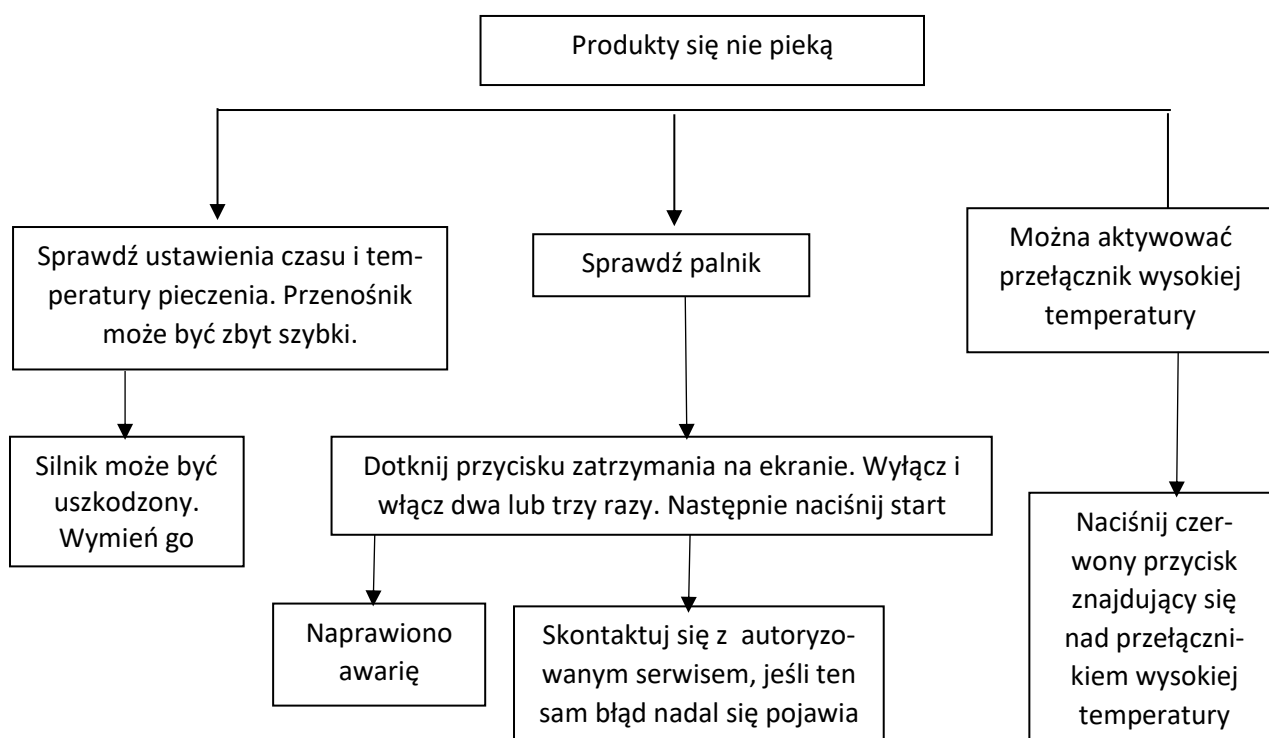 Produkty się nie pieką
Sprawdź ustawienia czasu i tem-
peratury pieczenia. Przenośnik
może być zbyt szybki.
Sprawdź palnik
Można aktywować
przełącznik wysokiej
temperatury
Silnik może być
uszkodzony.
Wymień go
Dotknij przycisku zatrzymania na ekranie. Wyłącz i
włącz dwa lub trzy razy. Następnie naciśnij start
Naciśnij czer-
wony przycisk
znajdujący się
nad przełączni-
kiem wysokiej
temperatury
Naprawiono
awarię
Skontaktuj się z  autoryzo-
wanym serwisem, jeśli ten
sam błąd nadal się pojawia